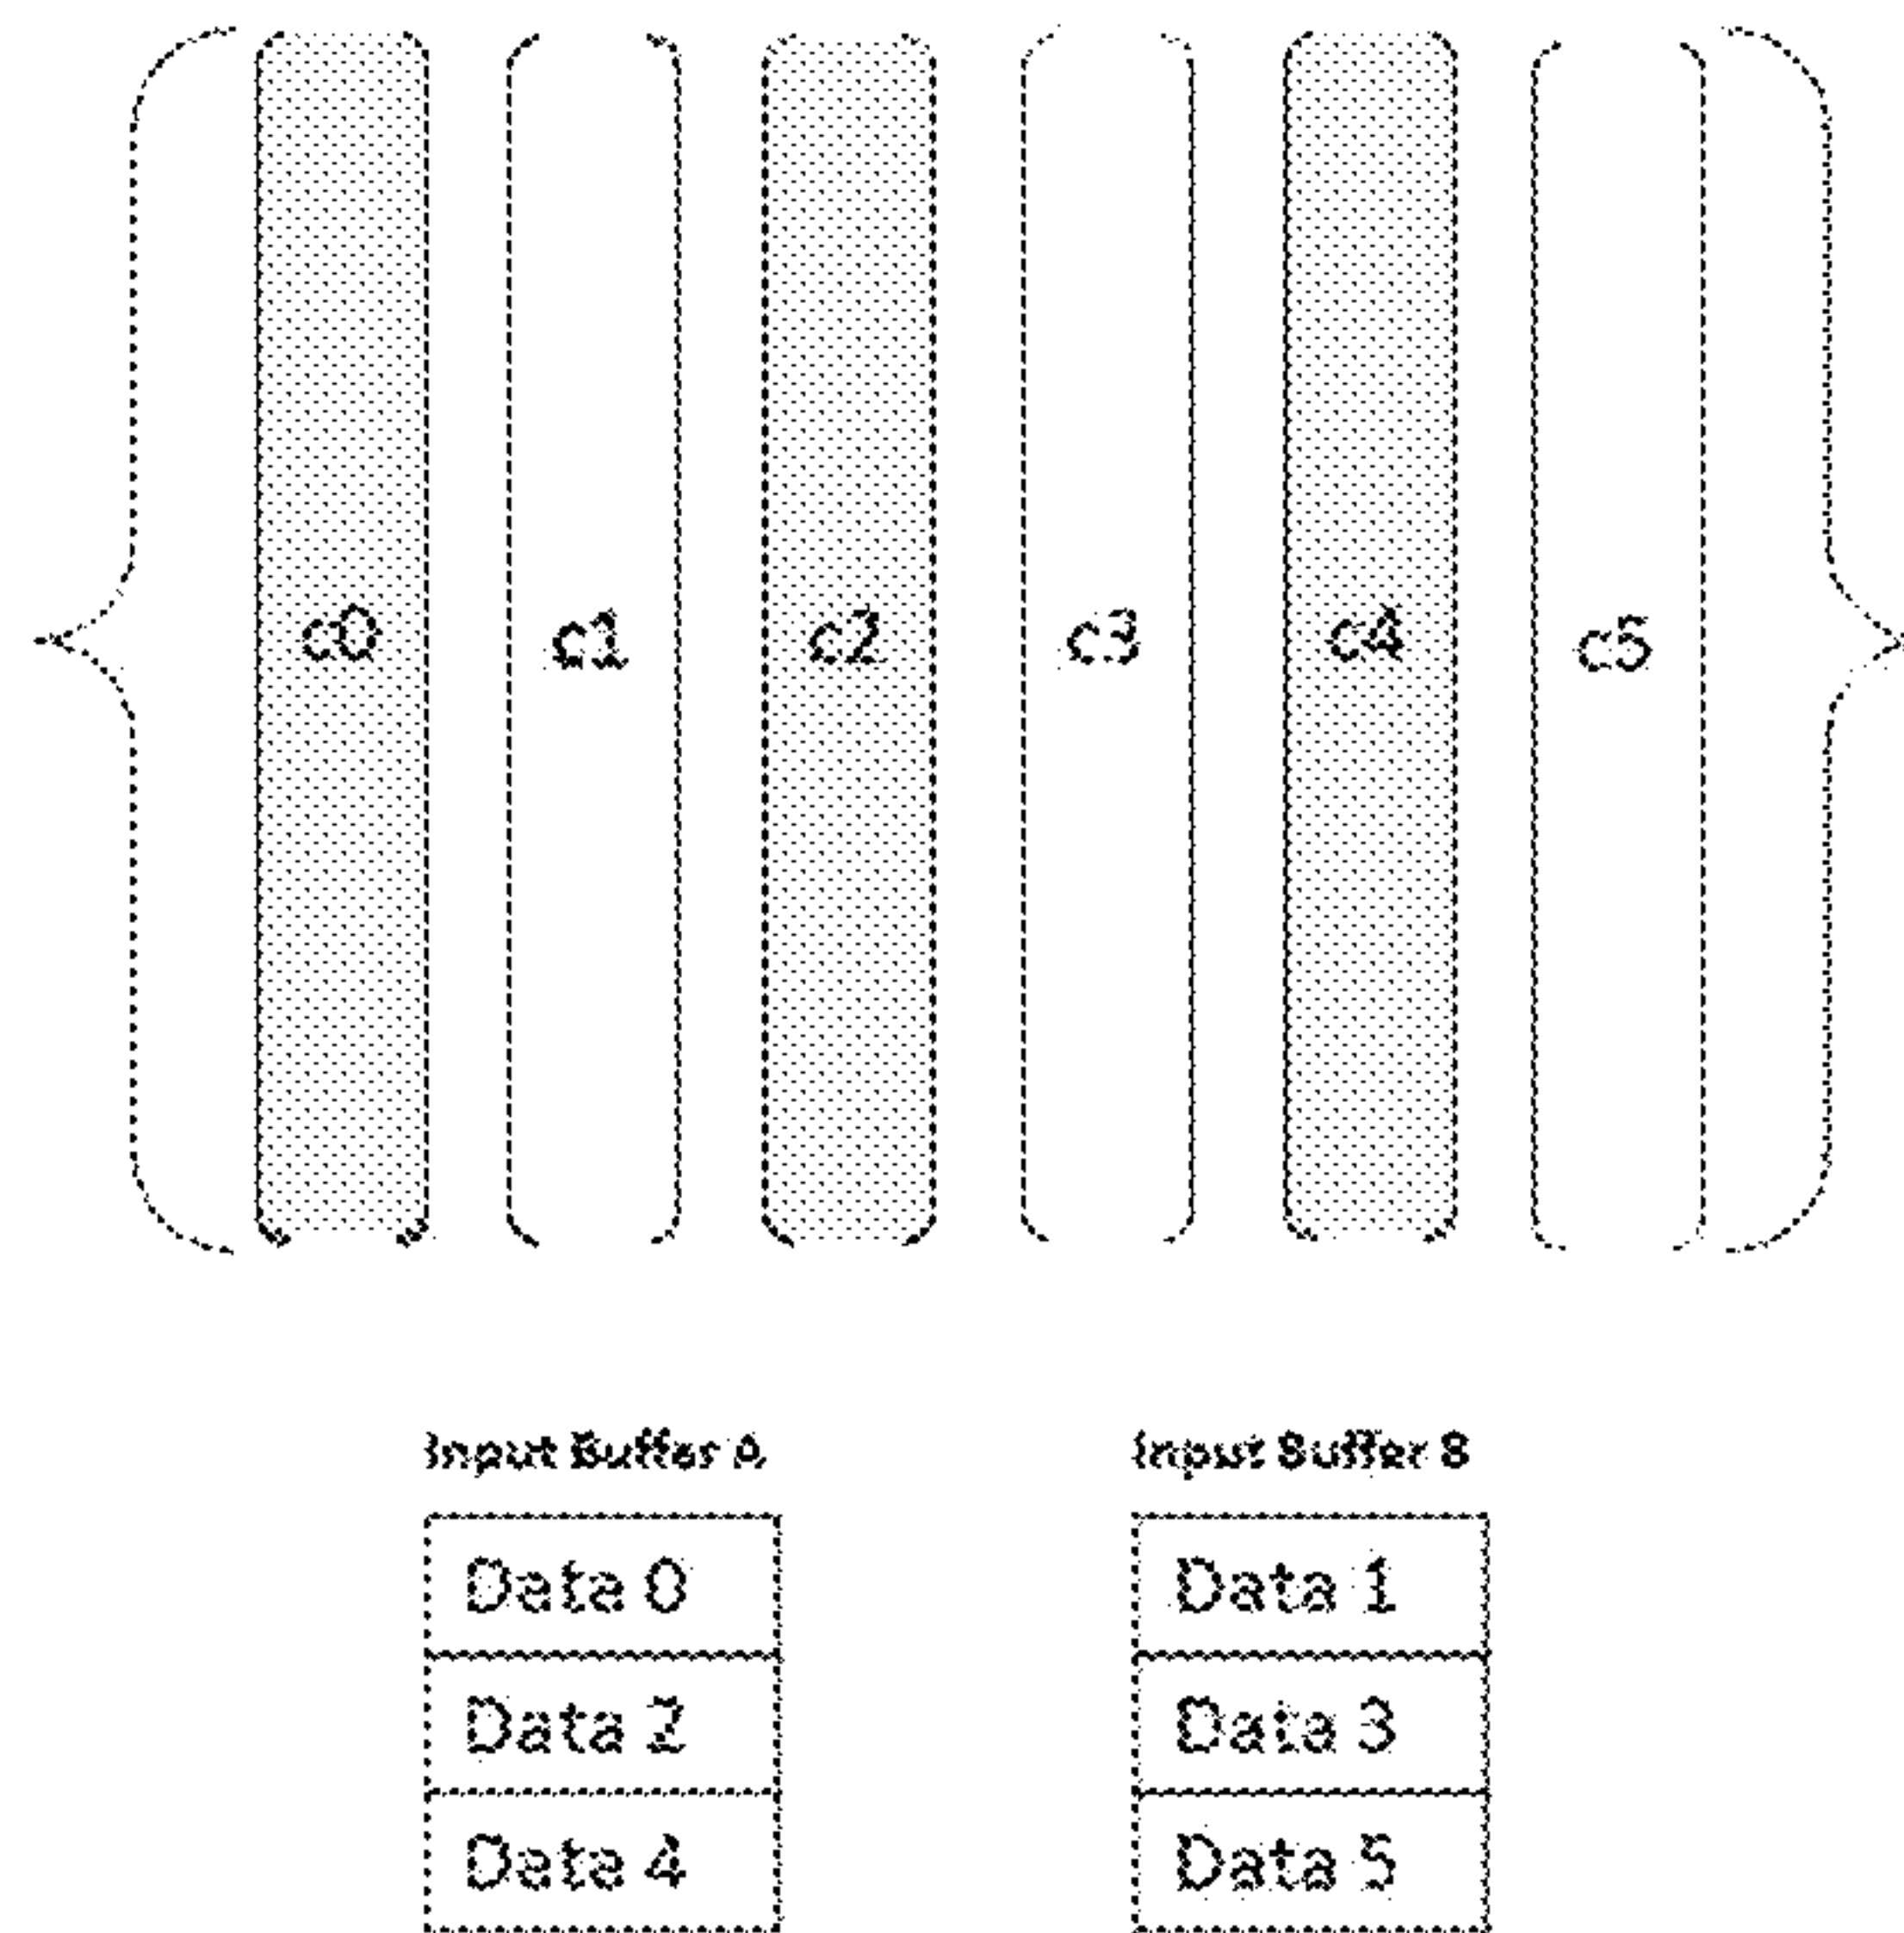 c0 c1 c2 c3 c4 c5
Input Buffer A Input Buffer B
Data 0 Data 1
Data 2 Data 3
Data 4 Data 5